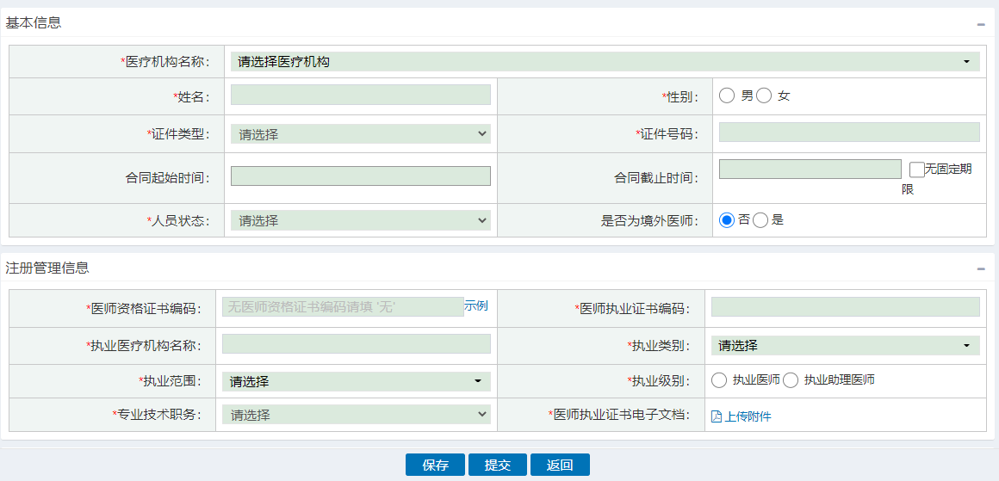 基本信息
*医疗机构名称： 请选择医疗机构
*姓名： *性别： 男 女
*证件类型： 请选择 *证件号码：
合同起始时间： 合同截止时间： 无固定期
限
*人员状态： 请选择 是否为境外医师： 否 是
注册管理信息
*医师资格证书编码： 无医师资格证书编码请填 '无' 示例 *医师执业证书编码：
*执业医疗机构名称： *执业类别： 请选择
*执业范围： 请选择 *执业级别： 执业医师 执业助理医师
*专业技术职务： 请选择 *医师执业证书电子文档： 上传附件
保存 提交 返回